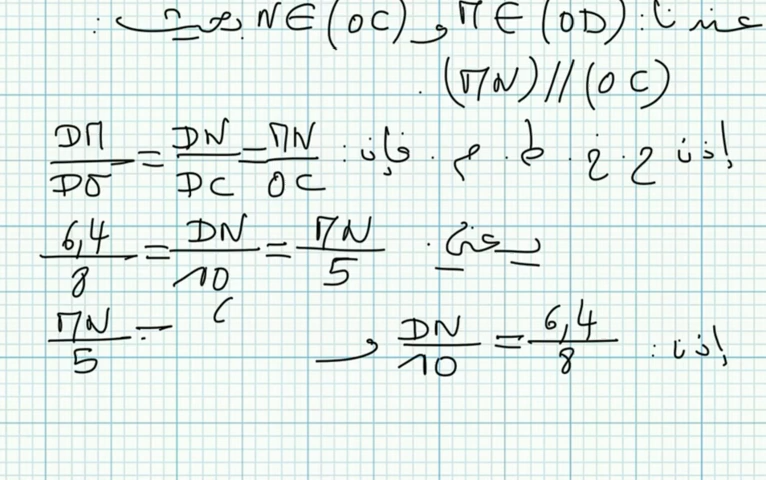 عندنا : M ∈ (OD) و N ∈ (OC) بحيث :
(MN) // (OC) .
إذن ح . خ . ط . م . فإن : DM/DO = DN/DC = MN/OC
يعني . 6,4/8 = DN/10 = MN/5
إذن : DN/10 = 6,4/8 و MN/5 =